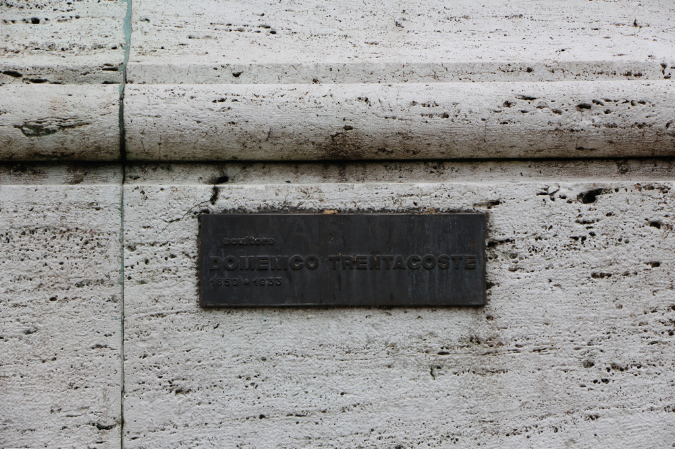 scultore
DOMENICO TRENTACOSTE
1859 • 1933